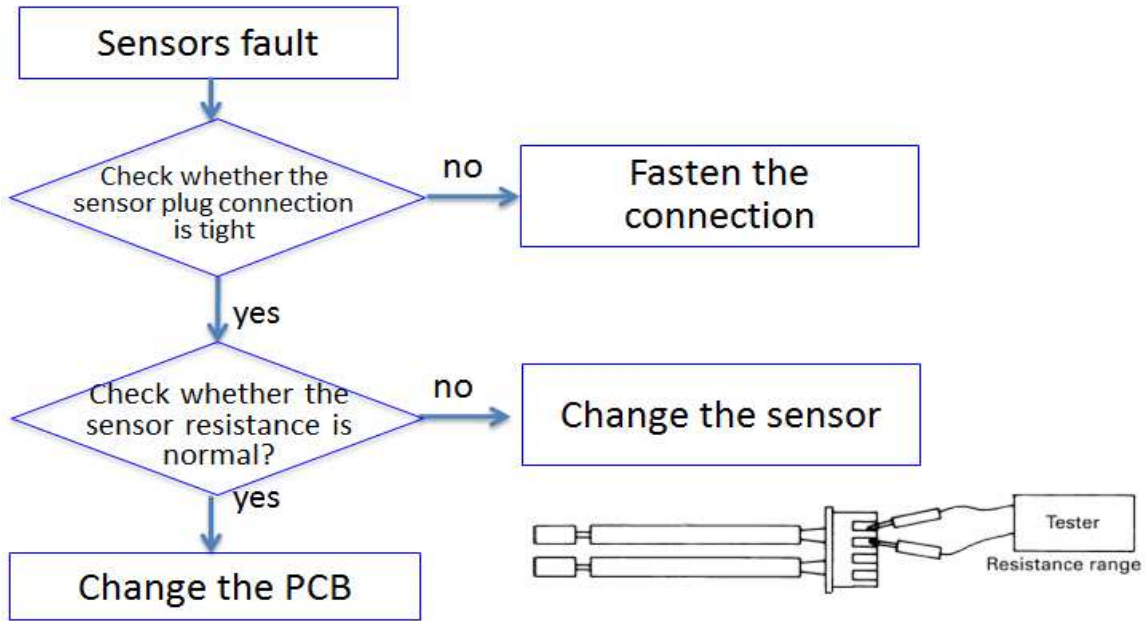 Sensors fault
Check whether the
sensor plug connection
is tight
no
Fasten the
connection
yes
Check whether the
sensor resistance is
normal?
no
Change the sensor
yes
Change the PCB
Tester
Resistance range